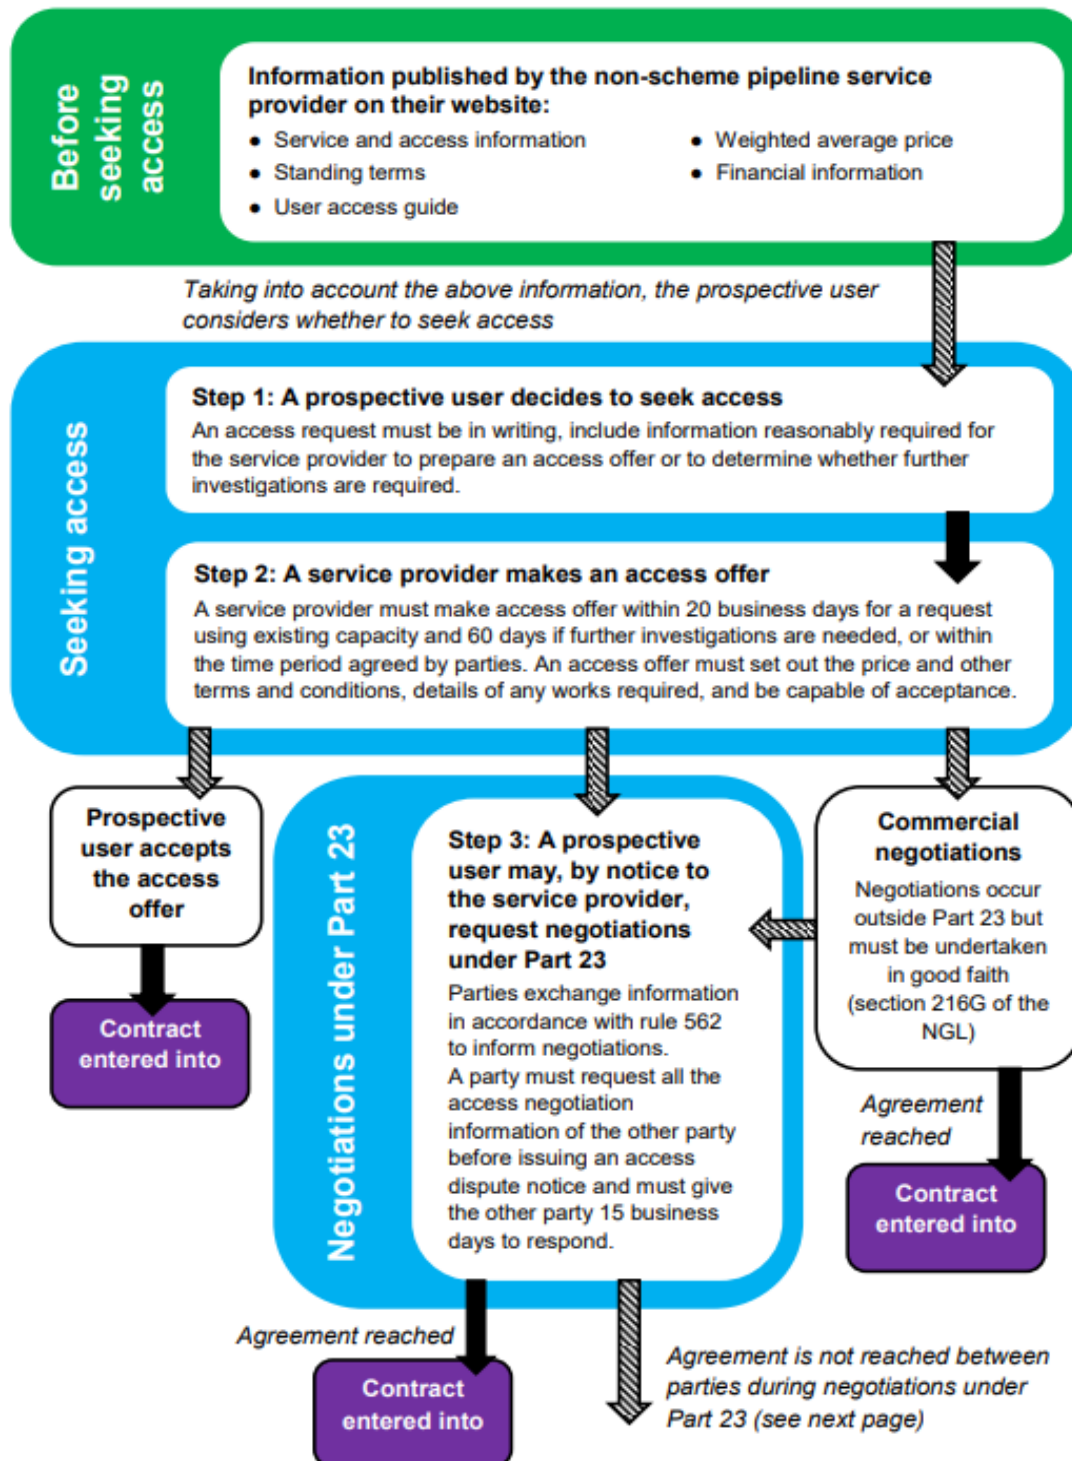 Before
seeking
access
Information published by the non-scheme pipeline service
provider on their website:
● Service and access information
● Standing terms
● User access guide
● Weighted average price
● Financial information
Taking into account the above information, the prospective user
considers whether to seek access
Seeking access
Step 1: A prospective user decides to seek access
An access request must be in writing, include information reasonably required for
the service provider to prepare an access offer or to determine whether further
investigations are required.
Step 2: A service provider makes an access offer
A service provider must make access offer within 20 business days for a request
using existing capacity and 60 days if further investigations are needed, or within
the time period agreed by parties. An access offer must set out the price and other
terms and conditions, details of any works required, and be capable of acceptance.
Prospective
user accepts
the access
offer
Contract
entered into
Negotiations under Part 23
Step 3: A prospective
user may, by notice to
the service provider,
request negotiations
under Part 23
Parties exchange information
in accordance with rule 562
to inform negotiations.
A party must request all the
access negotiation
information of the other party
before issuing an access
dispute notice and must give
the other party 15 business
days to respond.
Commercial
negotiations
Negotiations occur
outside Part 23 but
must be undertaken
in good faith
(section 216G of the
NGL)
Agreement
reached
Contract
entered into
Agreement reached
Contract
entered into
Agreement is not reached between
parties during negotiations under
Part 23 (see next page)